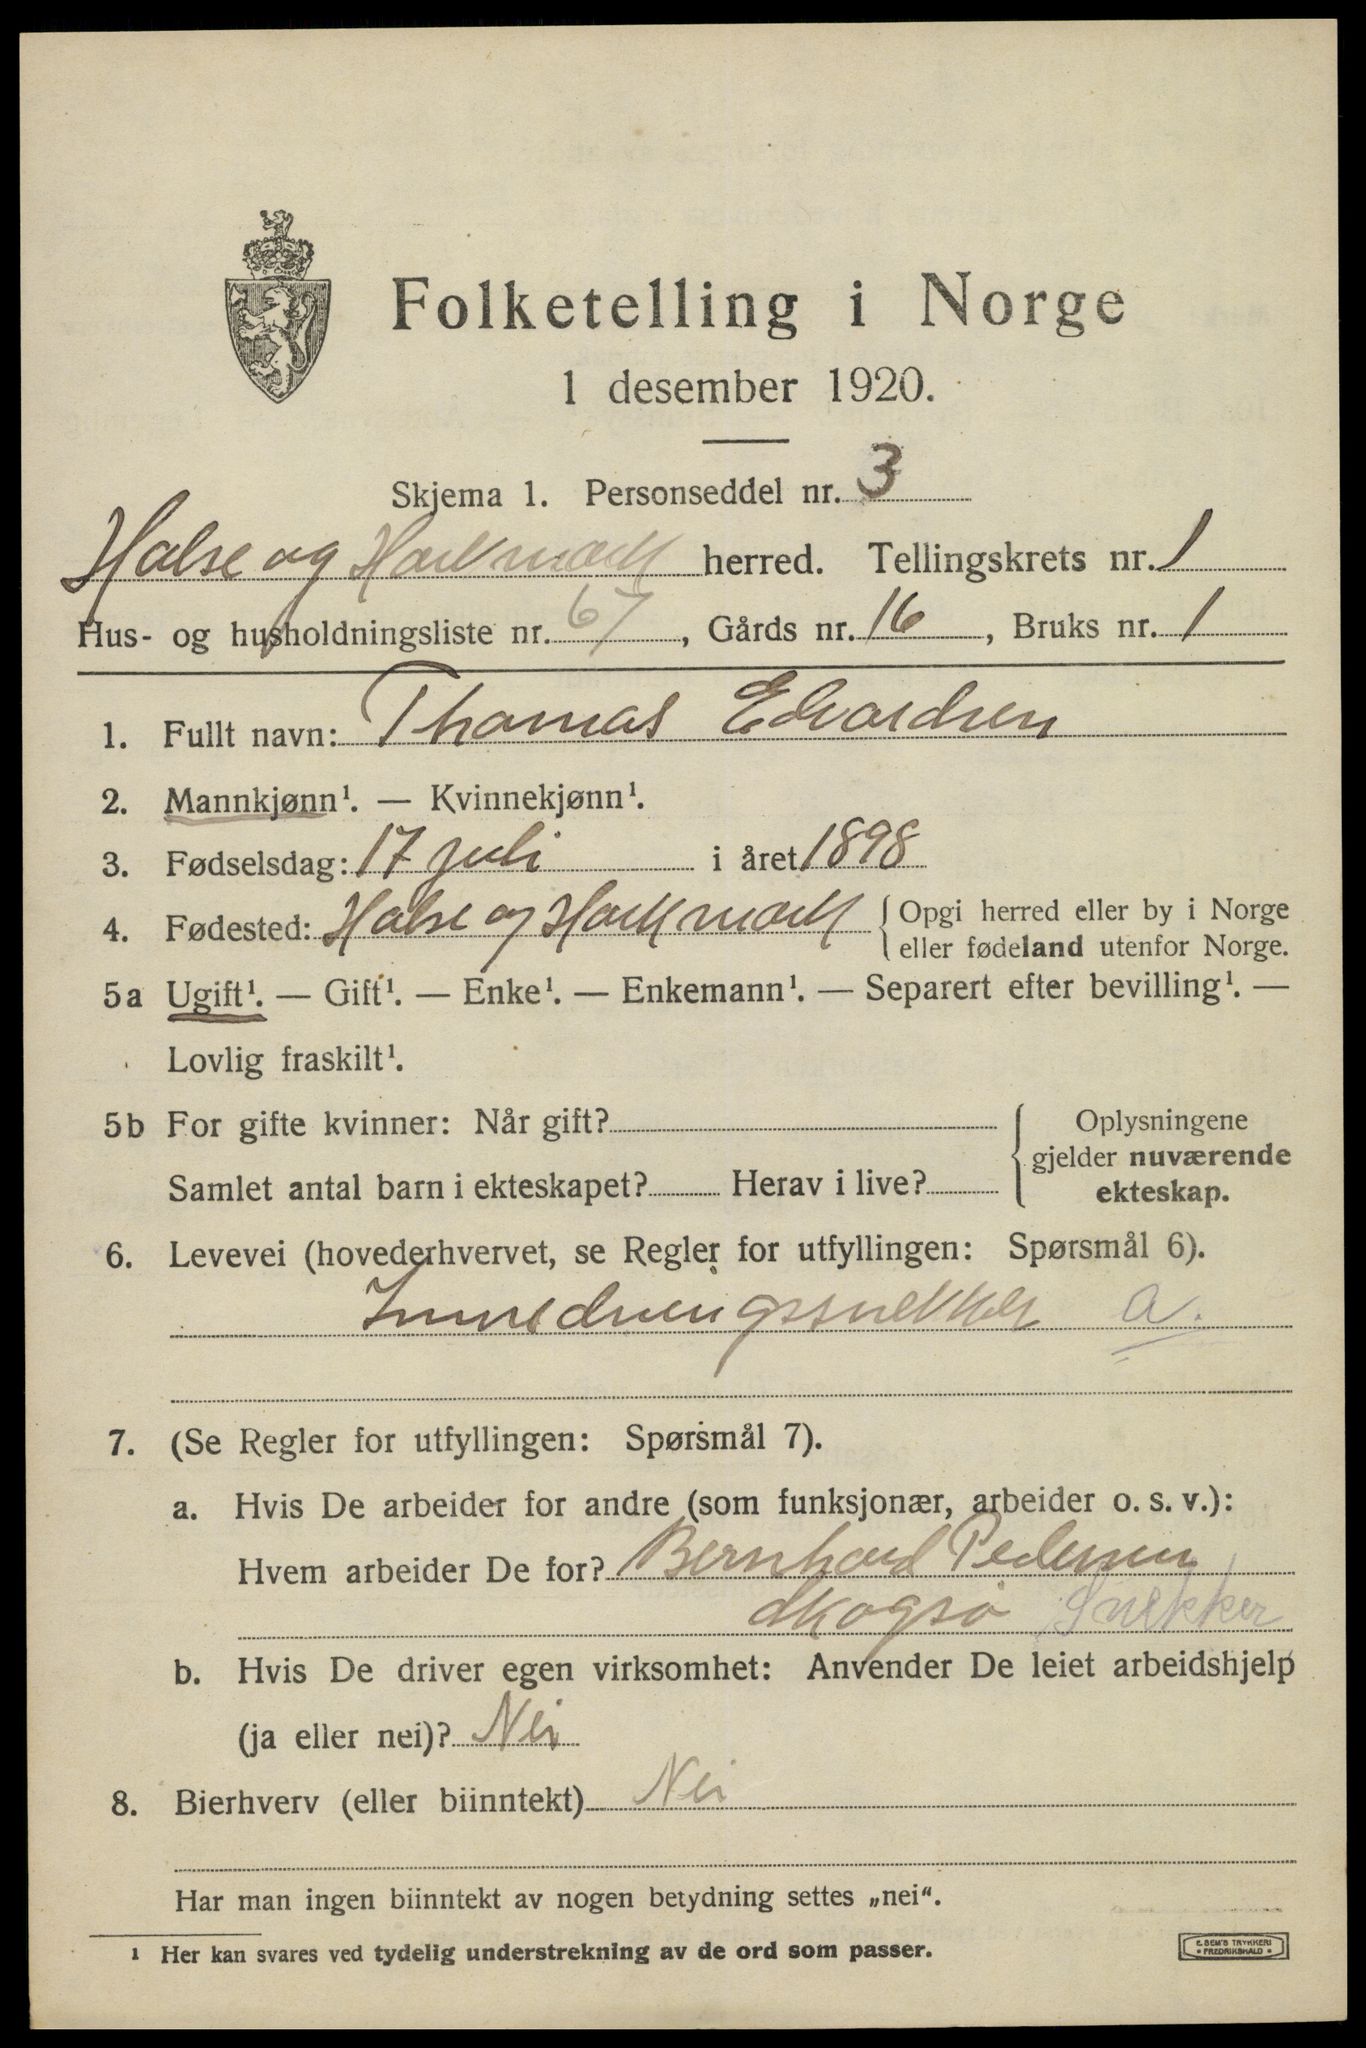 Folketelling i Norge
1 desember 1920.
Skjema 1. Personseddel nr. 3
Halse og Harkmark herred. Tellingskrets nr. 1
Hus- og husholdningsliste nr. 67, Gårds nr. 16, Bruks nr. 1
1. Fullt navn: Thomas Edvardsen
2. Mannkjønn¹. — Kvinnekjønn¹.
3. Fødselsdag: 17 juli i året 1898
4. Fødested: Halse og Harkmark { Opgi herred eller by i Norge
eller fødeland utenfor Norge.
5a Ugift¹. — Gift¹. — Enke¹. — Enkemann¹. — Separert efter bevilling¹. —
Lovlig fraskilt¹.
5b For gifte kvinner: Når gift?
Samlet antal barn i ekteskapet? Herav i live?
Oplysningene
gjelder nuværende
ekteskap.
6. Levevei (hovederhvervet, se Regler for utfyllingen: Spørsmål 6).
Innredningssnekker a.
7. (Se Regler for utfyllingen: Spørsmål 7).
a. Hvis De arbeider for andre (som funksjonær, arbeider o. s. v.):
Hvem arbeider De for? Bernhard Pedersen
Skogsø Snekker
b. Hvis De driver egen virksomhet: Anvender De leiet arbeidshjelp
(ja eller nei)? Nei
8. Bierhverv (eller biinntekt) Nei
Har man ingen biinntekt av nogen betydning settes „nei“.
¹ Her kan svares ved tydelig understrekning av de ord som passer.
E. SEM'S TRYKKERI
FREDRIKSHALD